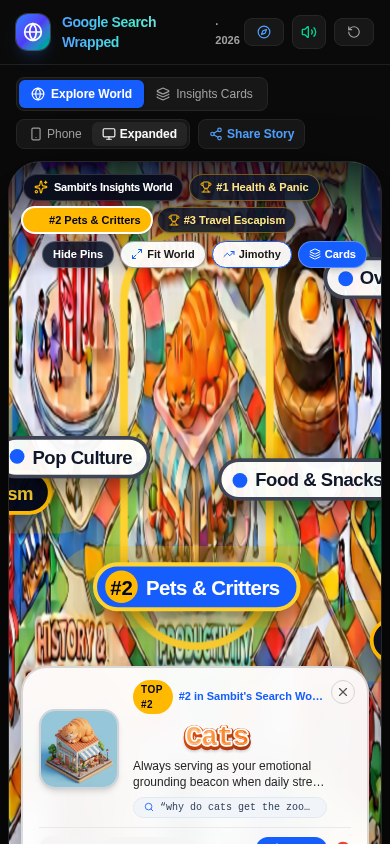 Google Search
Wrapped
· 2026
Explore World
Insights Cards
Phone
Expanded
Share Story
Sambit's Insights World
#1 Health & Panic
#2 Pets & Critters
#3 Travel Escapism
Hide Pins
Fit World
Jimothy
Cards
Ov
Pop Culture
Food & Snacks
sm
#2 Pets & Critters
HISTORY &
PRODUCTIVITY
TOP #2
#2 in Sambit's Search Wo…
Cats
Always serving as your emotional
grounding beacon when daily stre…
"why do cats get the zoo…